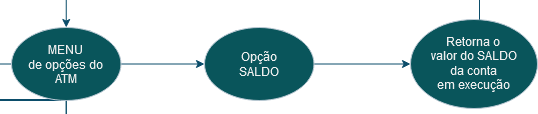 MENU
de opções do
ATM
Opção
SALDO
Retorna o
valor do SALDO
da conta
em execução